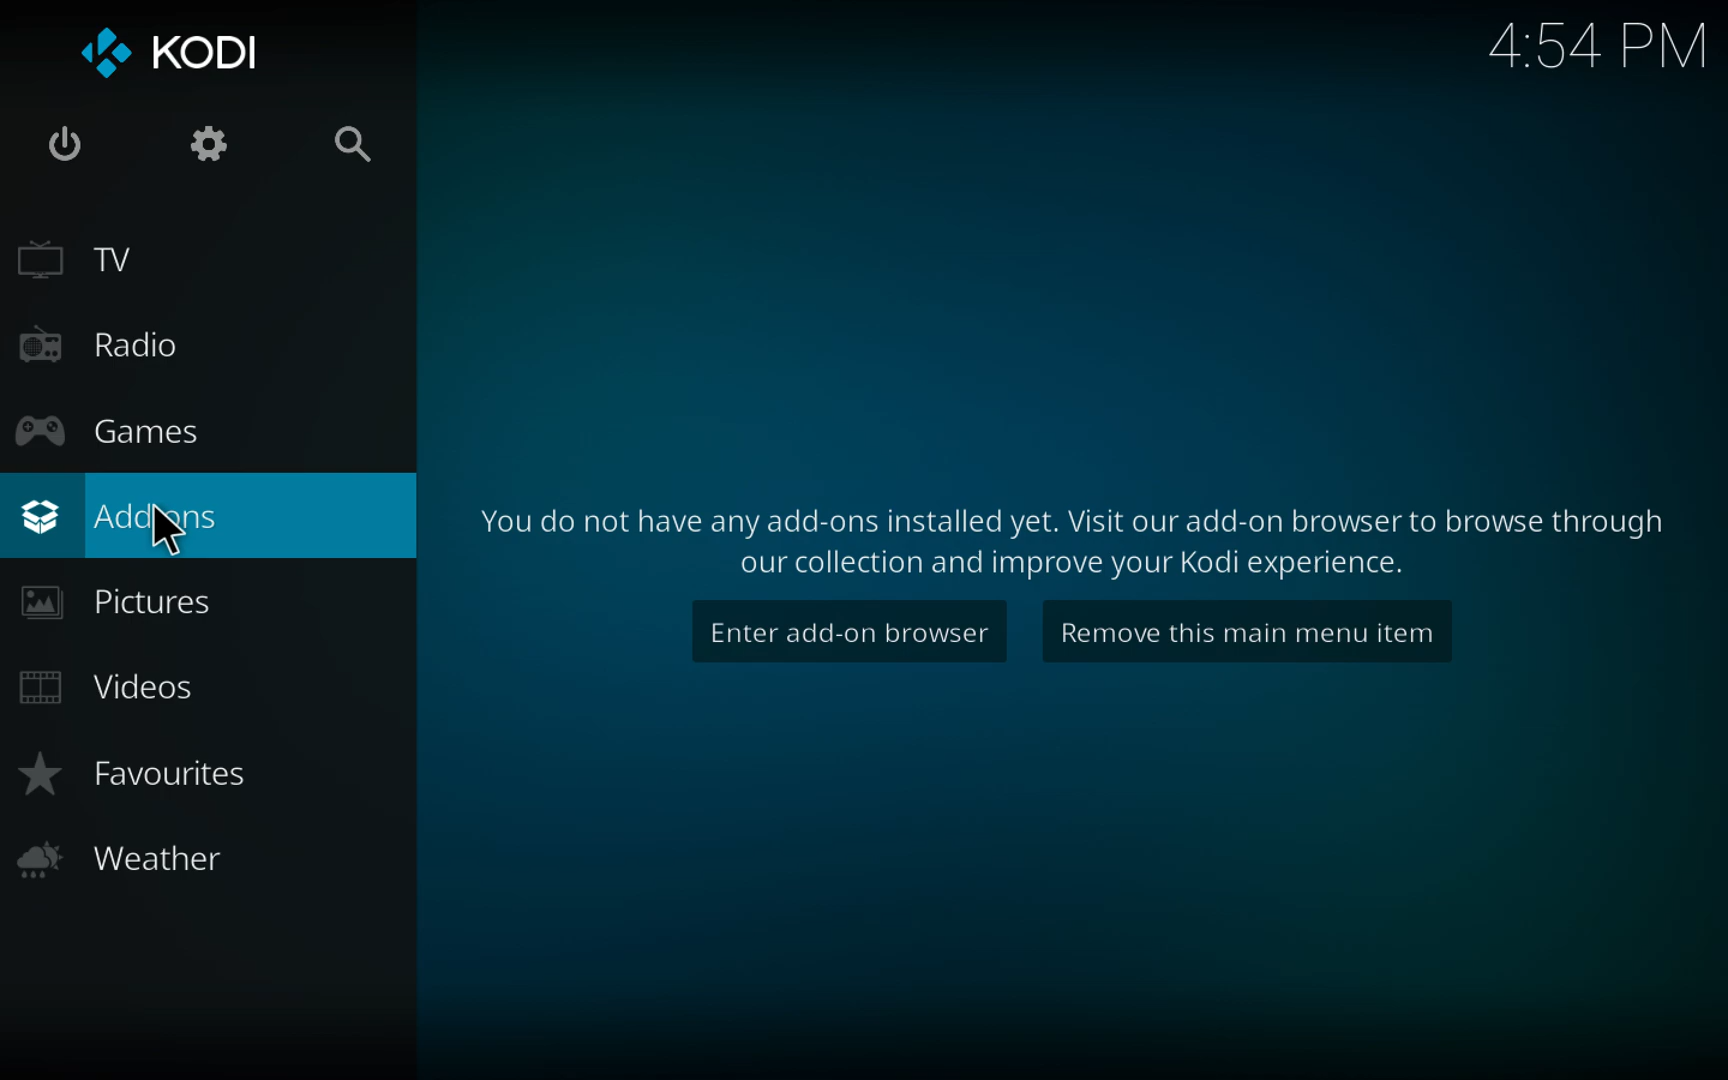 KODI
4:54 PM
TV
Radio
Games
Add-ons
Pictures
Videos
Favourites
Weather
You do not have any add-ons installed yet. Visit our add-on browser to browse through
our collection and improve your Kodi experience.
Enter add-on browser
Remove this main menu item